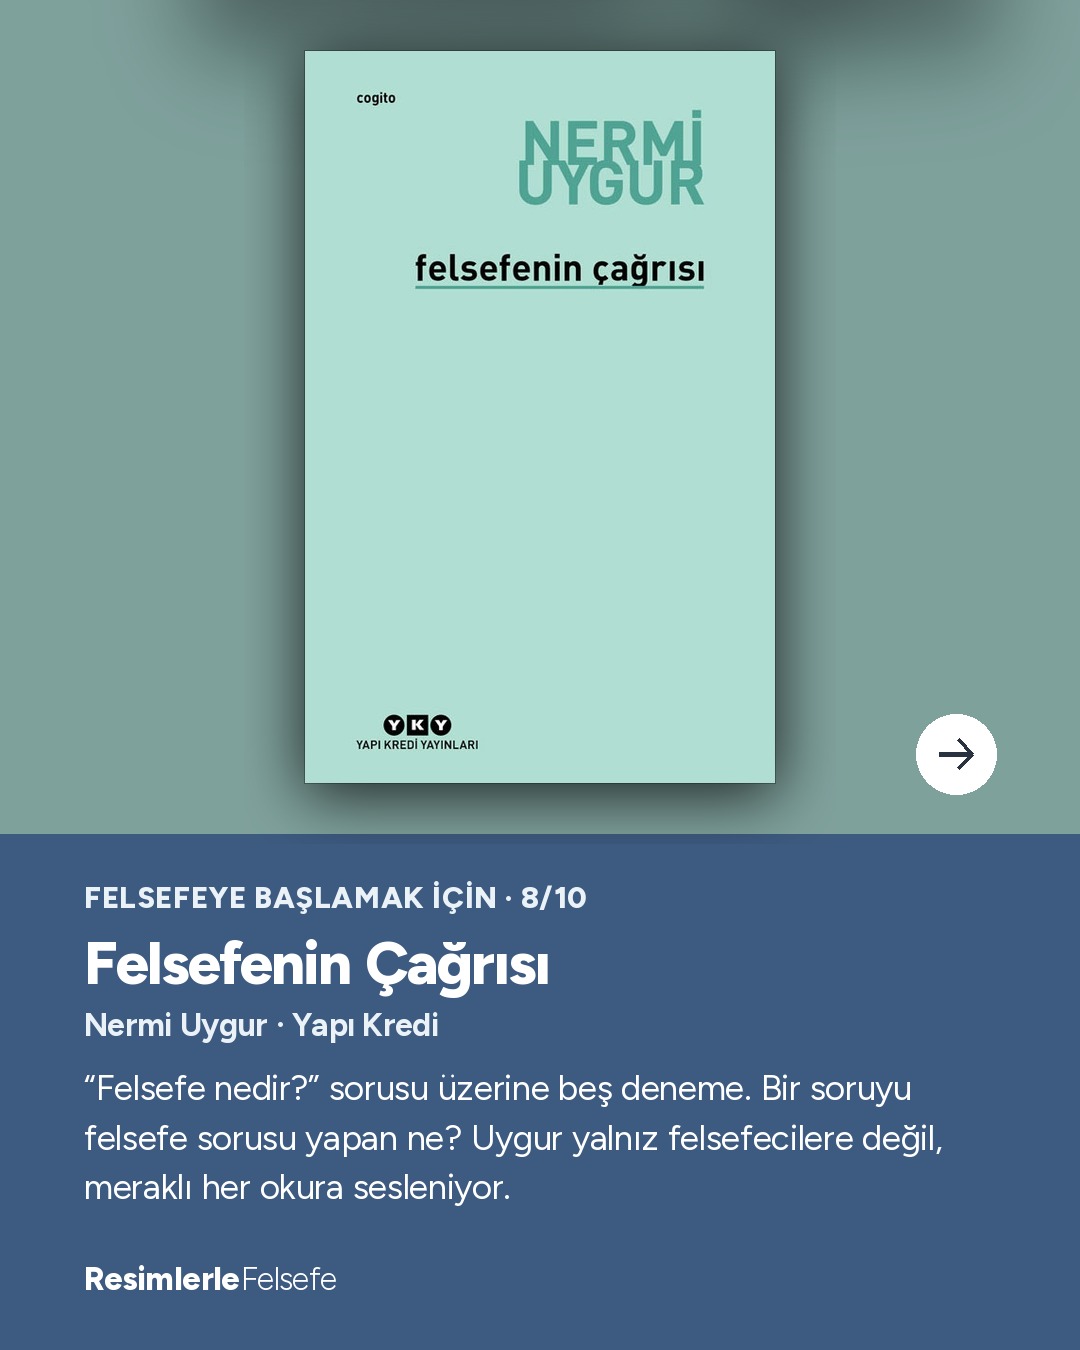 cogito
NERMİ
UYGUR
felsefenin çağrısı
YKY
YAPI KREDİ YAYINLARI
FELSEFEYE BAŞLAMAK İÇİN · 8/10
Felsefenin Çağrısı
Nermi Uygur · Yapı Kredi
“Felsefe nedir?” sorusu üzerine beş deneme. Bir soruyu
felsefe sorusu yapan ne? Uygur yalnız felsefecilere değil,
meraklı her okura sesleniyor.
ResimlerleFelsefe